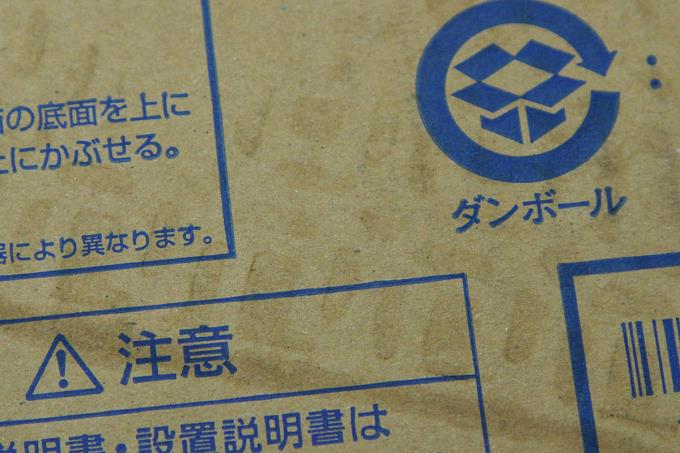 の底面を上に
にかぶせる。
により異なります。
ダンボール
注意
説明書・設置説明書は